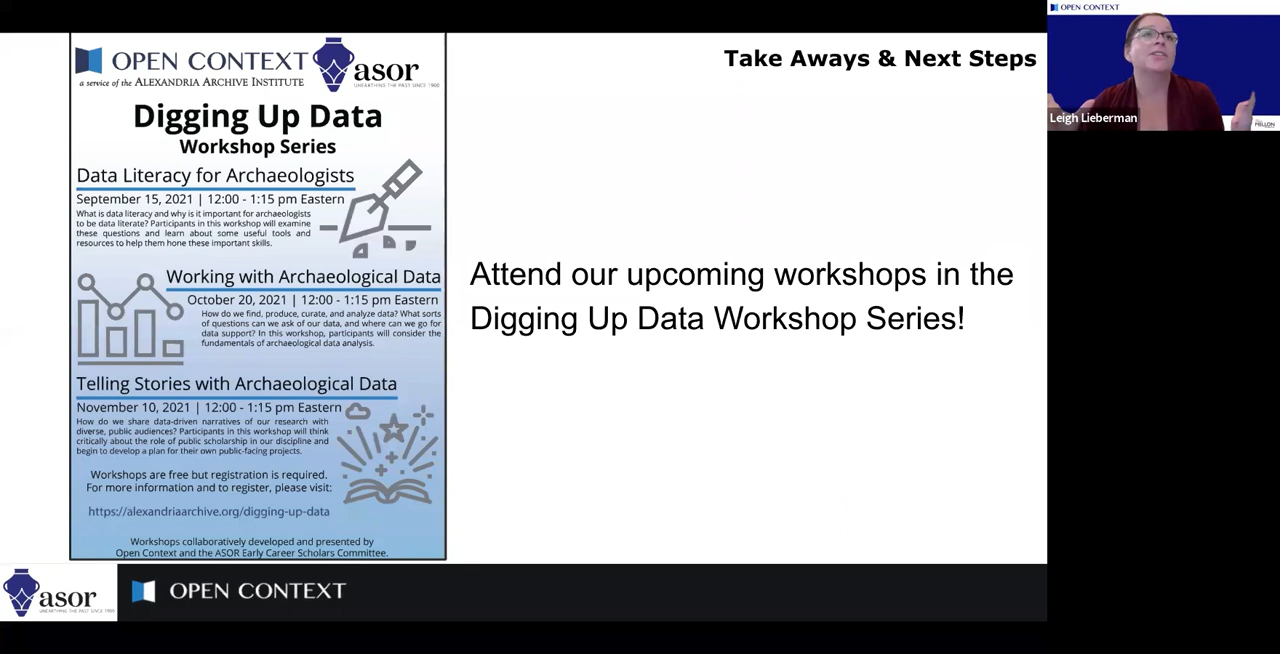 OPEN CONTEXT
a service of the ALEXANDRIA ARCHIVE INSTITUTE
asor
UNEARTHING THE PAST SINCE 1900
Digging Up Data
Workshop Series
Data Literacy for Archaeologists
September 15, 2021 | 12:00 - 1:15 pm Eastern
What is data literacy and why is it important for archaeologists
to be data literate? Participants in this workshop will examine
these questions and learn about some useful tools and
resources to help them hone these important skills.
Working with Archaeological Data
October 20, 2021 | 12:00 - 1:15 pm Eastern
How do we find, produce, curate, and analyze data? What sorts
of questions can we ask of our data, and where can we go for
data support? In this workshop, participants will consider the
fundamentals of archaeological data analysis.
Telling Stories with Archaeological Data
November 10, 2021 | 12:00 - 1:15 pm Eastern
How do we share data-driven narratives of our research with
diverse, public audiences? Participants in this workshop will think
critically about the role of public scholarship in our discipline and
begin to develop a plan for their own public-facing projects.
Workshops are free but registration is required.
For more information and to register, please visit:
https://alexandriaarchive.org/digging-up-data
Workshops collaboratively developed and presented by
Open Context and the ASOR Early Career Scholars Committee.
Take Aways & Next Steps
Attend our upcoming workshops in the
Digging Up Data Workshop Series!
OPEN CONTEXT
Leigh Lieberman
MELLON
asor
UNEARTHING THE PAST SINCE 1900
OPEN CONTEXT